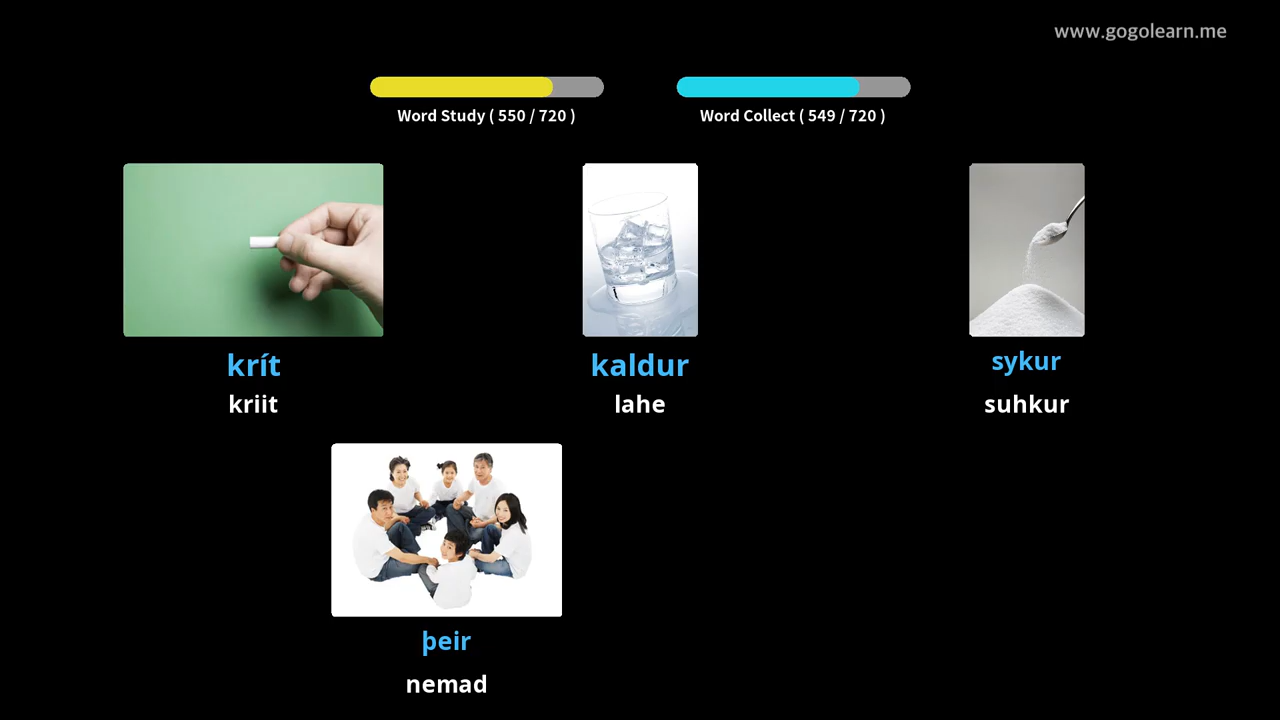 www.gogolearn.me
Word Study ( 550 / 720 )
Word Collect ( 549 / 720 )
krít
kriit
kaldur
lahe
sykur
suhkur
þeir
nemad